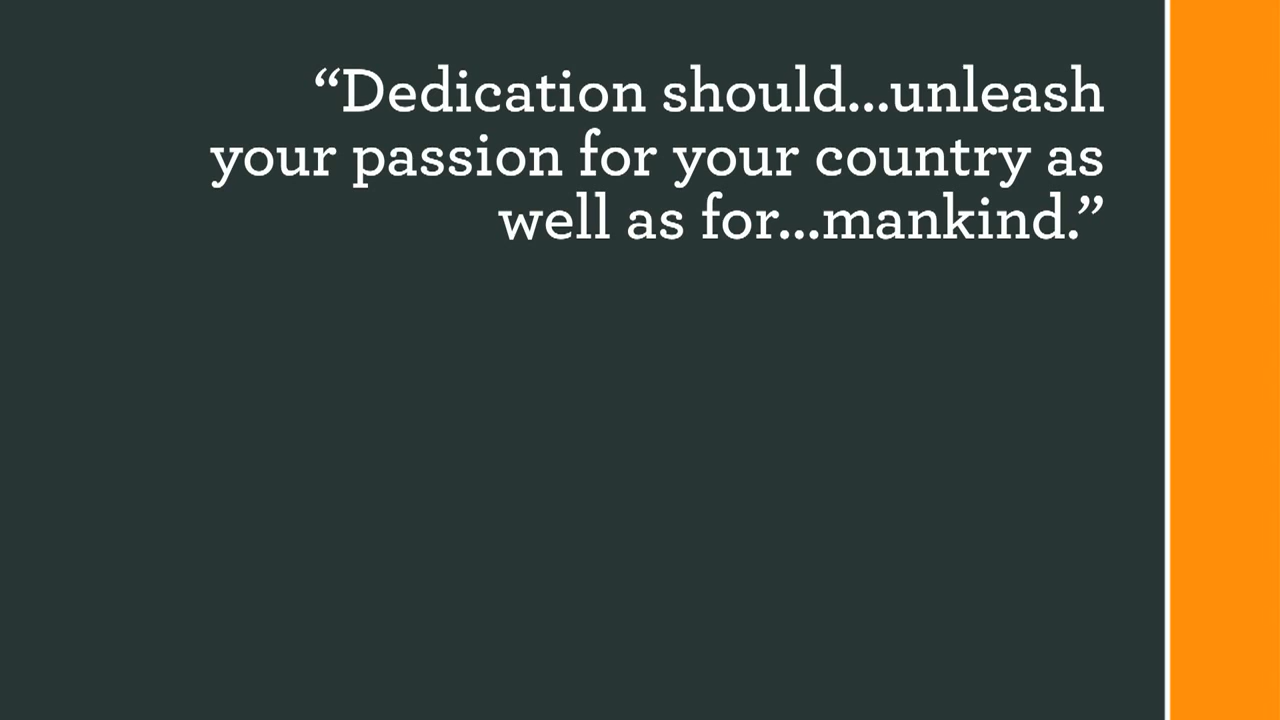 “Dedication should...unleash
your passion for your country as
well as for...mankind.”